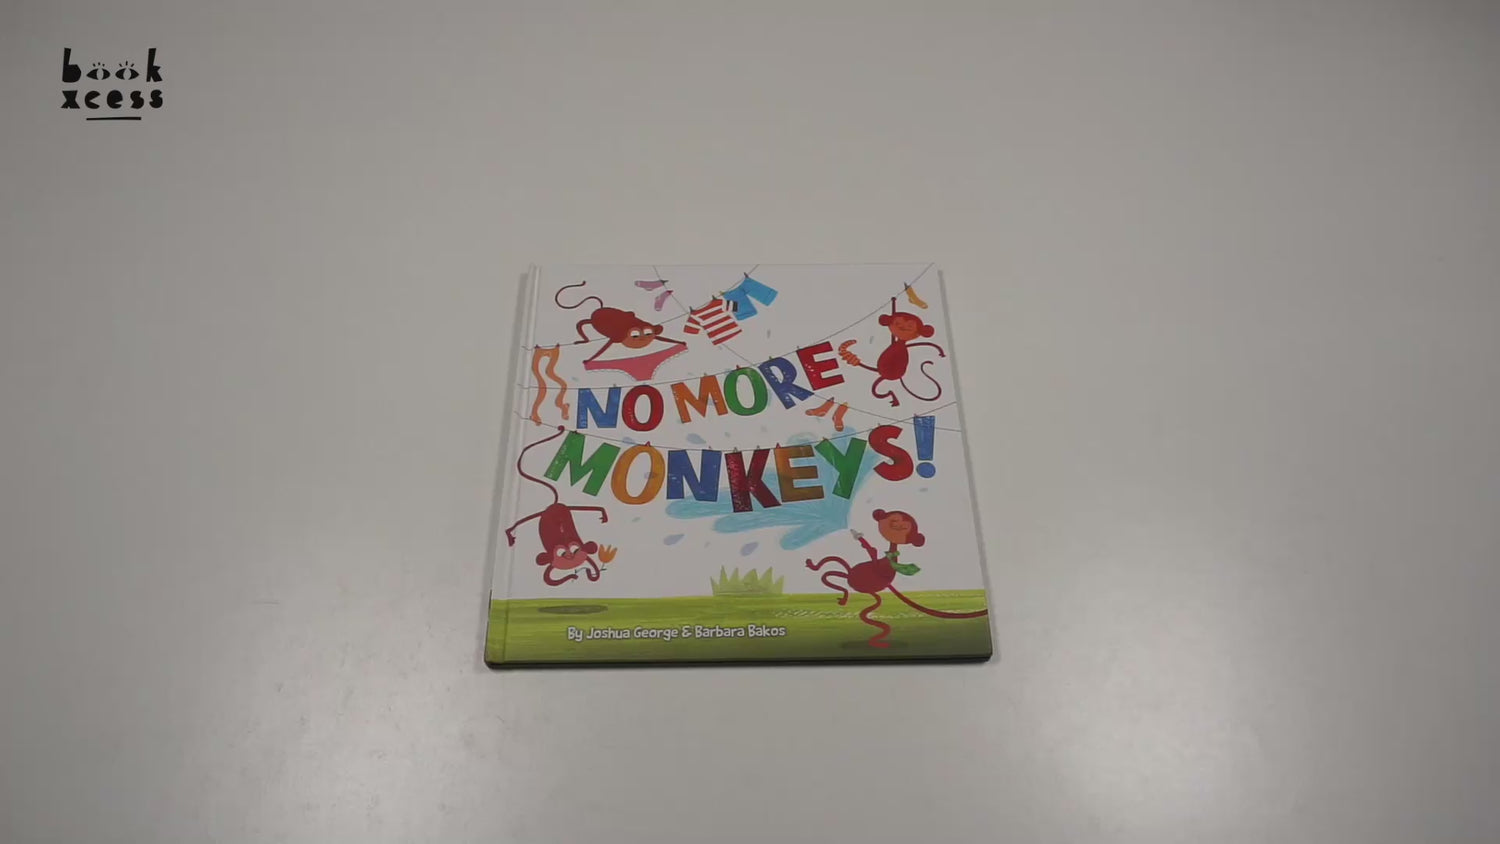 book
xcess
NO MORE
MONKEYS!
By Joshua George & Barbara Bakos